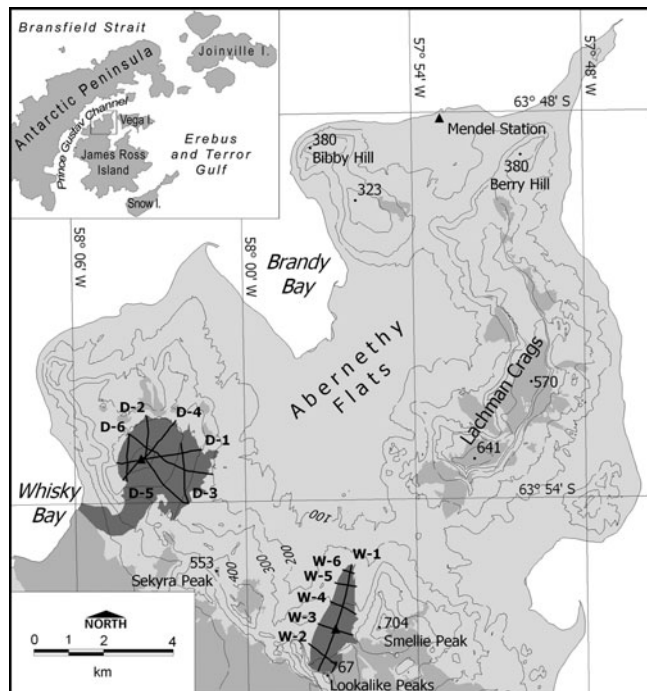 Bransfield Strait
Joinville I.
Antarctic Peninsula
Prince Gustav Channel
Vega I.
Erebus
and Terror
Gulf
James Ross
Island
Snow I.
57° 54' W
57° 48' W
63° 48' S
Mendel Station
380
Bibby Hill
380
Berry Hill
323
58° 06' W
58° 00' W
Brandy
Bay
Abernethy
Flats
Lachman Crags
570
641
D-2
D-4
D-6
D-1
D-5
D-3
Whisky
Bay
63° 54' S
100
200
300
400
553
Sekyra Peak
W-1
W-6
W-5
W-4
W-3
W-2
704
Smellie Peak
767
Lookalike Peaks
NORTH
0 2 4
km